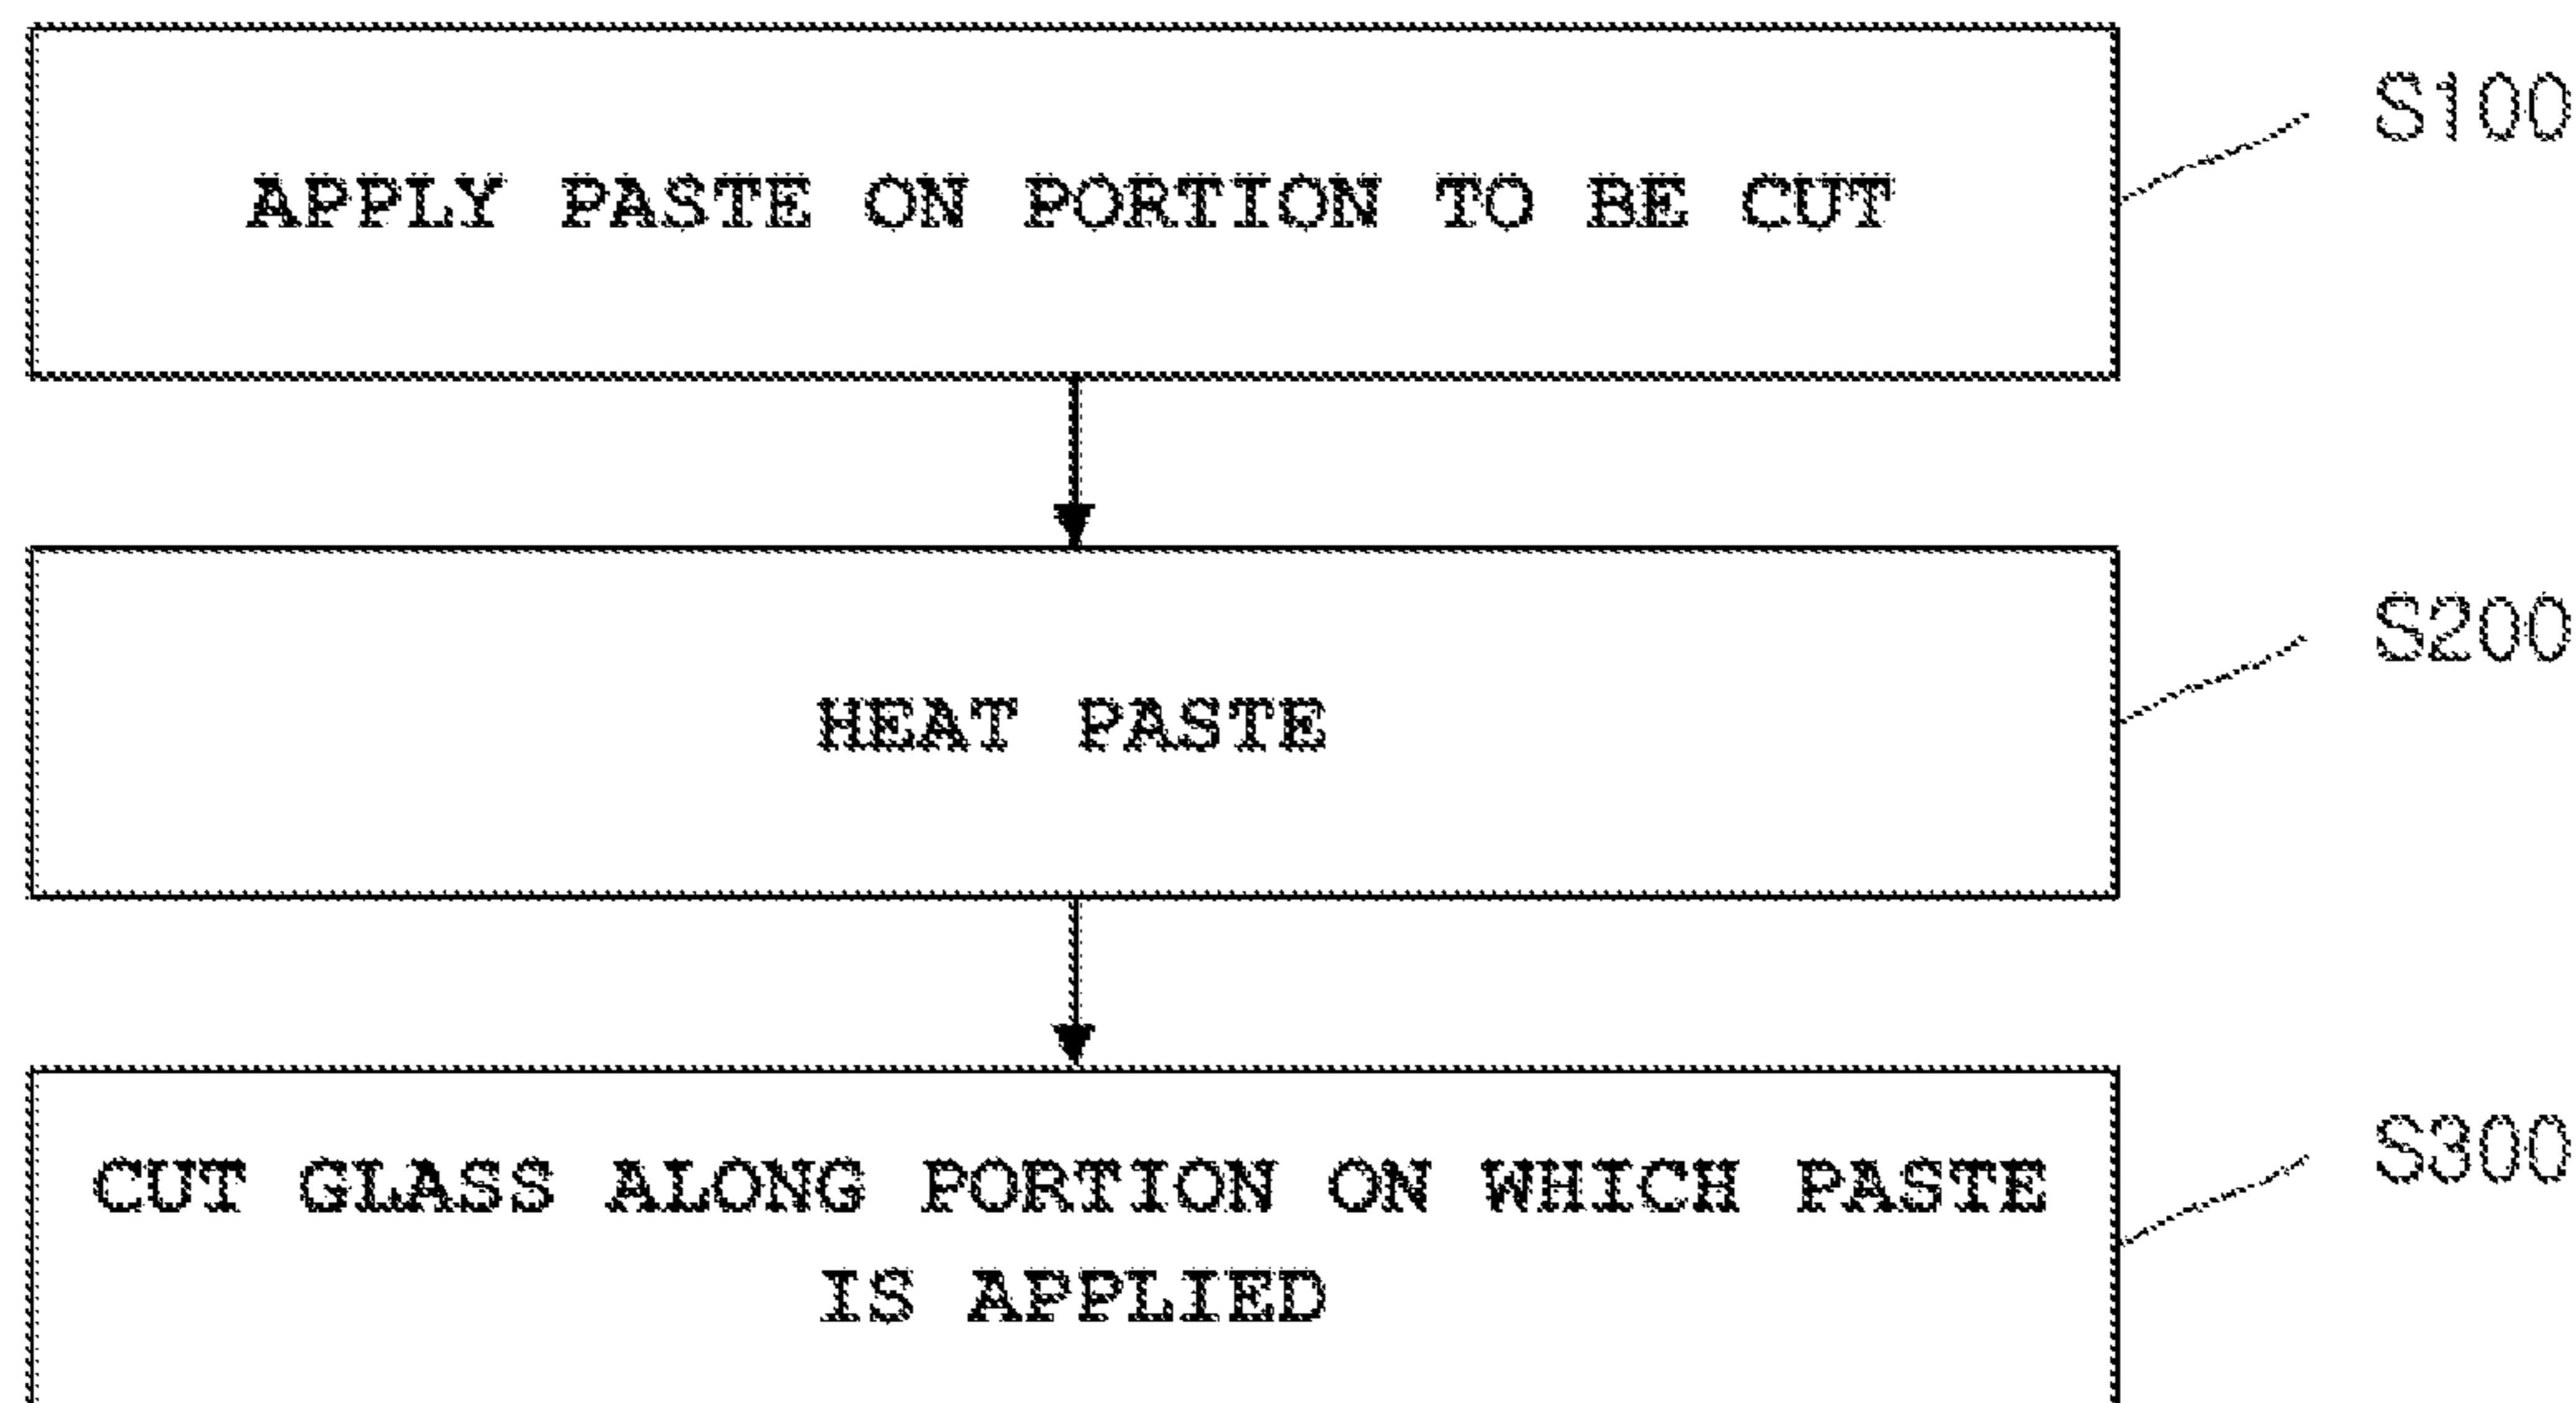 S100
APPLY PASTE ON PORTION TO BE CUT
S200
HEAT PASTE
S300
CUT GLASS ALONG PORTION ON WHICH PASTE
IS APPLIED